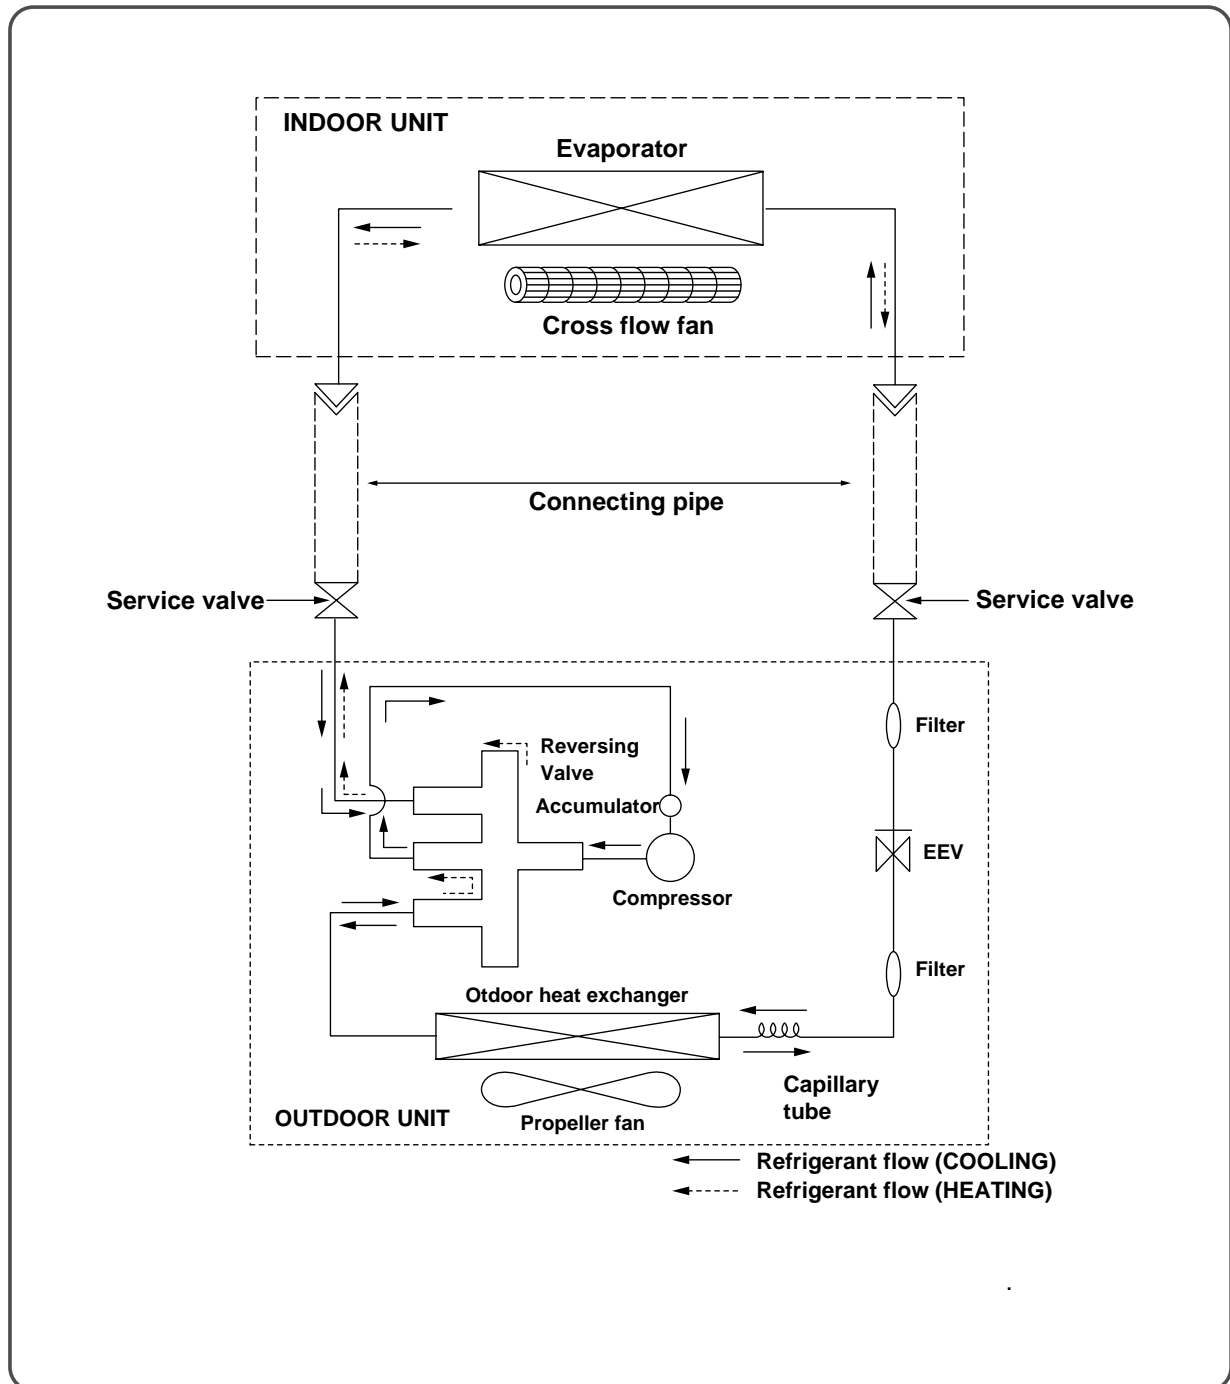 INDOOR UNIT
Evaporator
Cross flow fan
Connecting pipe
Service valve
Service valve
Filter
Reversing
Valve
Accumulator
EEV
Compressor
Filter
Otdoor heat exchanger
Capillary
tube
OUTDOOR UNIT
Propeller fan
Refrigerant flow (COOLING)
Refrigerant flow (HEATING)